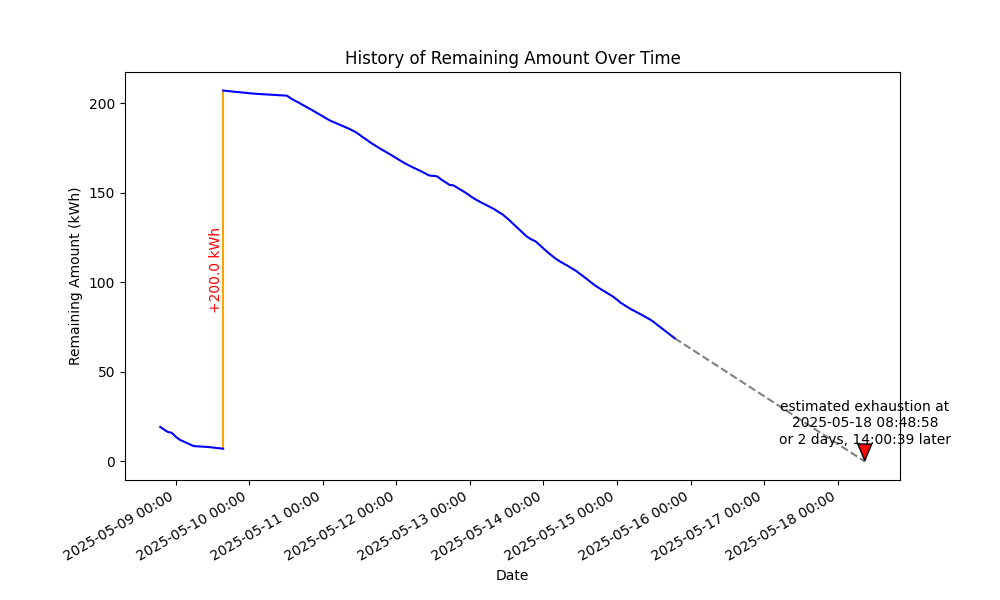 History of Remaining Amount Over Time
Remaining Amount (kWh)
200
150
100
50
0
+200.0 kWh
estimated exhaustion at
2025-05-18 08:48:58
or 2 days, 14:00:39 later
2025-05-09 00:00
2025-05-10 00:00
2025-05-11 00:00
2025-05-12 00:00
2025-05-13 00:00
2025-05-14 00:00
2025-05-15 00:00
2025-05-16 00:00
2025-05-17 00:00
2025-05-18 00:00
Date